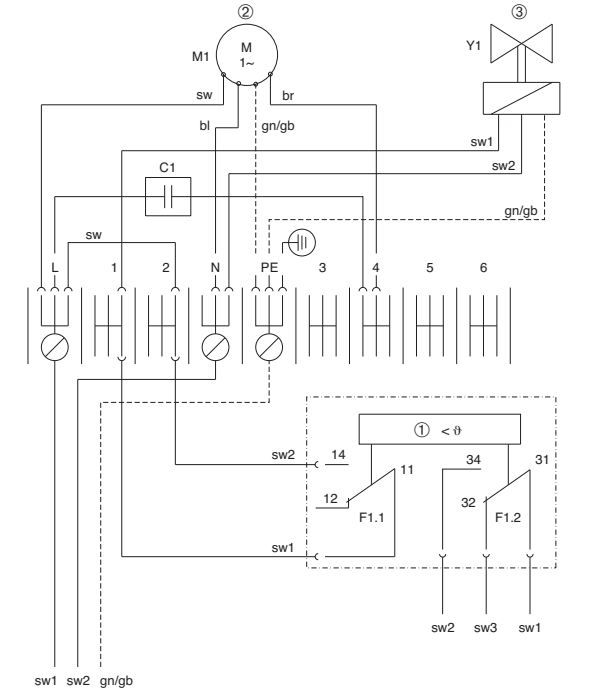 ② ③
M1 M 1~ Y1
sw br
bl gn/gb
sw1
sw2
C1
gn/gb
sw
L 1 2 N PE 3 4 5 6
① < ϑ
sw2 14 34 31
11
12 32
F1.1 F1.2
sw1
sw2 sw3 sw1
sw1 sw2 gn/gb